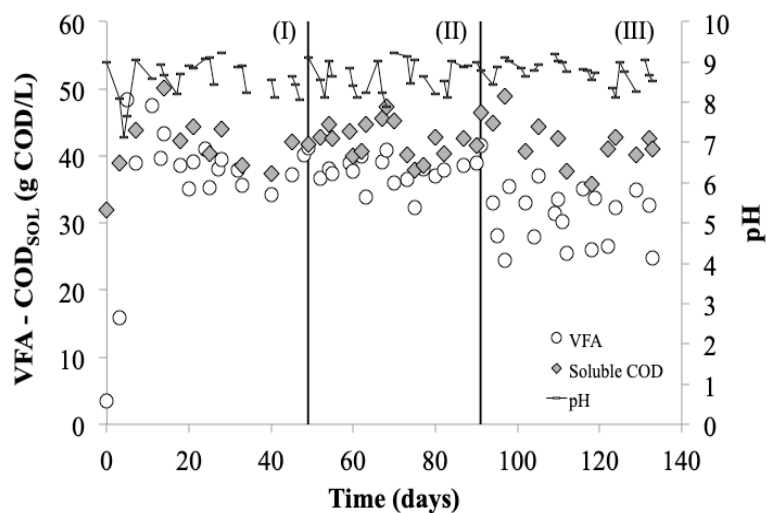 (I) (II) (III)
60
50
40
30
20
10
0
VFA - COD_SOL (g COD/L)
10
9
8
7
6
5
4
3
2
1
0
pH
VFA
Soluble COD
pH
0 20 40 60 80 100 120 140
Time (days)